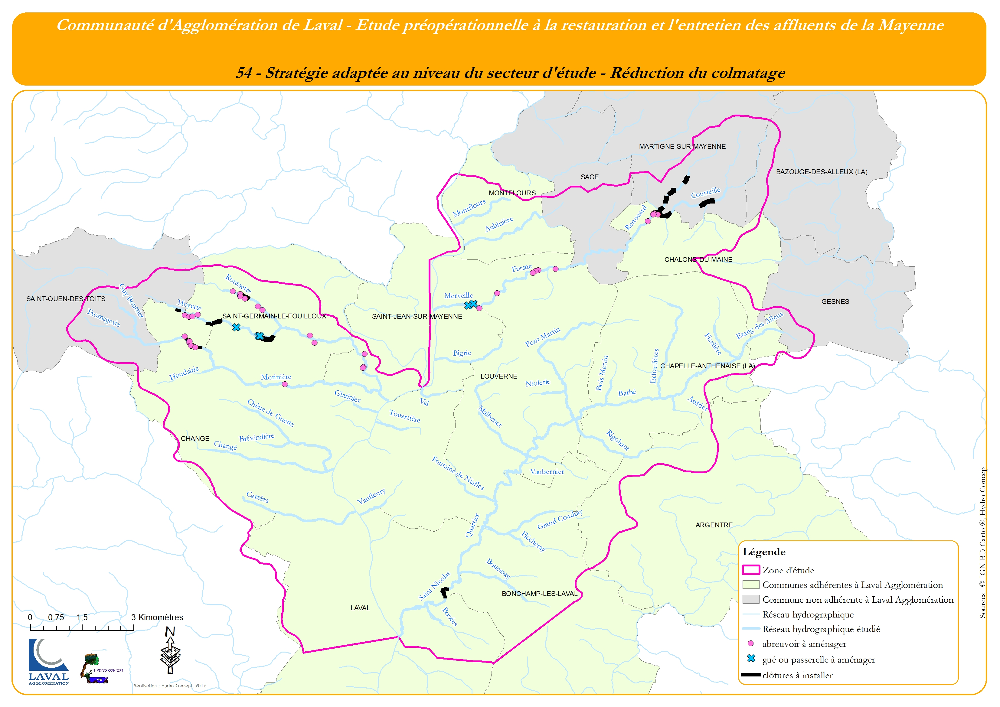 Communauté d'Agglomération de Laval - Etude préopérationnelle à la restauration et l'entretien des affluents de la Mayenne
54 - Stratégie adaptée au niveau du secteur d'étude - Réduction du colmatage
MARTIGNE-SUR-MAYENNE
BAZOUGE-DES-ALLEUX (LA)
SACE
MONTFLOURS
Courteille
Montflours
Renouard
Aubinière
CHALONS-DU-MAINE
Fresne
Roussette
Guy Bouttier
SAINT-OUEN-DES-TOITS
Merveille
GESNES
Moyette
Fromagerie
SAINT-GERMAIN-LE-FOUILLOUX
SAINT-JEAN-SUR-MAYENNE
Etang des Alleux
Pont Martin
Fiselière
Bigrie
Echanlières
CHAPELLE-ANTHENAISE (LA)
Bois Martin
Houdairie
Morinière
LOUVERNE
Niolerie
Barbé
Glatinier
Val
Ardrier
Chêne de Guette
Touarrière
Malbenet
CHANGE
Brévindière
Changé
Rigohaut
Fontaine de Niafles
Vaubernier
Carrées
Vaufleury
Quartier
Grand Coudray
ARGENTRE
Flécheray
Bouessay
Saint Nicolas
BONCHAMP-LES-LAVAL
LAVAL
Bozées
Légende
Zone d'étude
Communes adhérentes à Laval Agglomération
Commune non adhérente à Laval Agglomération
Réseau hydrographique
Réseau hydrographique étudié
abreuvoir à aménager
gué ou passerelle à aménager
clôtures à installer
0 0,75 1,5 3 Kimomètres
N
LAVAL
AGGLOMÉRATION
HYDRO CONCEPT
Réalisation : Hydro Concept, 2016
Sources : © IGN BD Carto ®, Hydro Concept